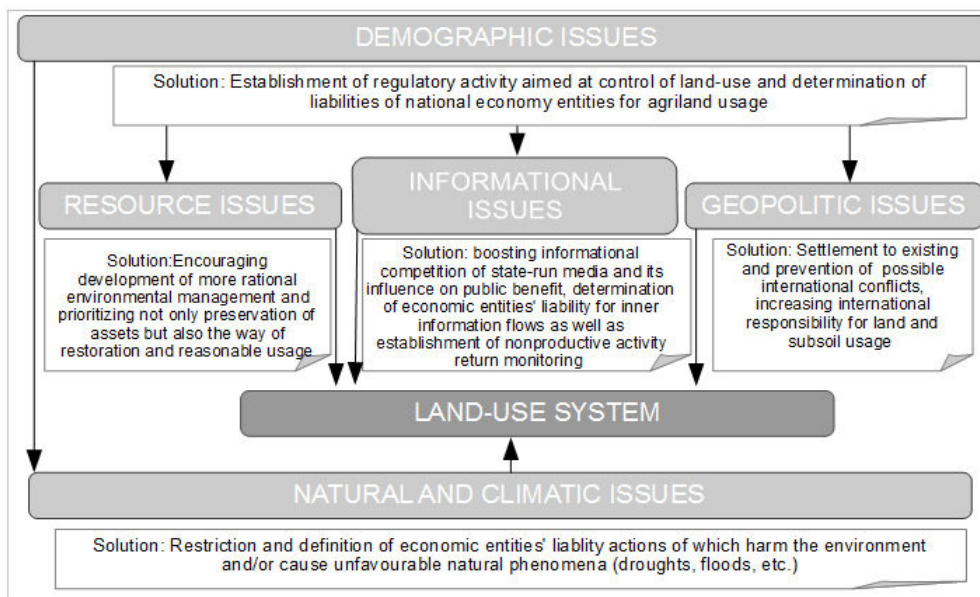 DEMOGRAPHIC ISSUES
Solution: Establishment of regulatory activity aimed at control of land-use and determination of
liabilities of national economy entities for agriland usage
RESOURCE ISSUES
Solution:Encouraging
development of more rational
environmental management and
prioritizing not only preservation of
assets but also the way of
restoration and reasonable usage
INFORMATIONAL
ISSUES
Solution: boosting informational
competition of state-run media and its
influence on public benefit, determination
of economic entities' liability for inner
information flows as well as
establishment of nonproductive activity
return monitoring
GEOPOLITIC ISSUES
Solution: Settlement to existing
and prevention of possible
international conflicts,
increasing international
responsibility for land and
subsoil usage
LAND-USE SYSTEM
NATURAL AND CLIMATIC ISSUES
Solution: Restriction and definition of economic entities' liablity actions of which harm the environment
and/or cause unfavourable natural phenomena (droughts, floods, etc.)